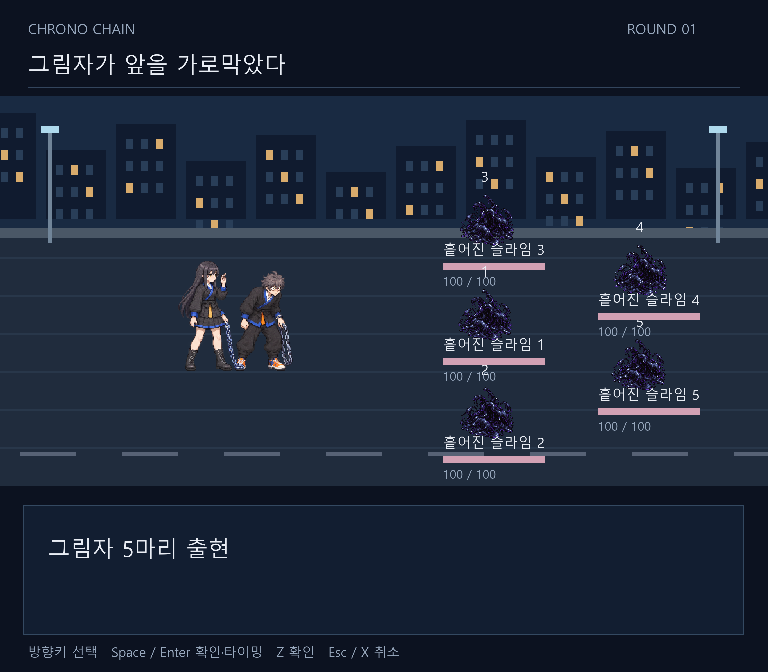 CHRONO CHAIN
ROUND 01
그림자가 앞을 가로막았다
3
흩어진 슬라임 3
100 / 100
4
흩어진 슬라임 4
100 / 100
1
흩어진 슬라임 1
100 / 100
5
흩어진 슬라임 5
100 / 100
2
흩어진 슬라임 2
100 / 100
그림자 5마리 출현
방향키 선택 Space / Enter 확인·타이밍 Z 확인 Esc / X 취소